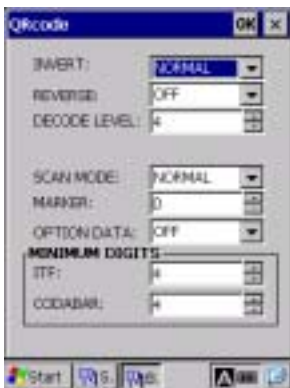 QRcode OK ×
INVERT: NORMAL
REVERSE: OFF
DECODE LEVEL: 4
SCAN MODE: NORMAL
MARKER: 0
OPTION DATA: OFF
MINIMUM DIGITS
ITF: 4
CODABAR: 4
Start S.. A